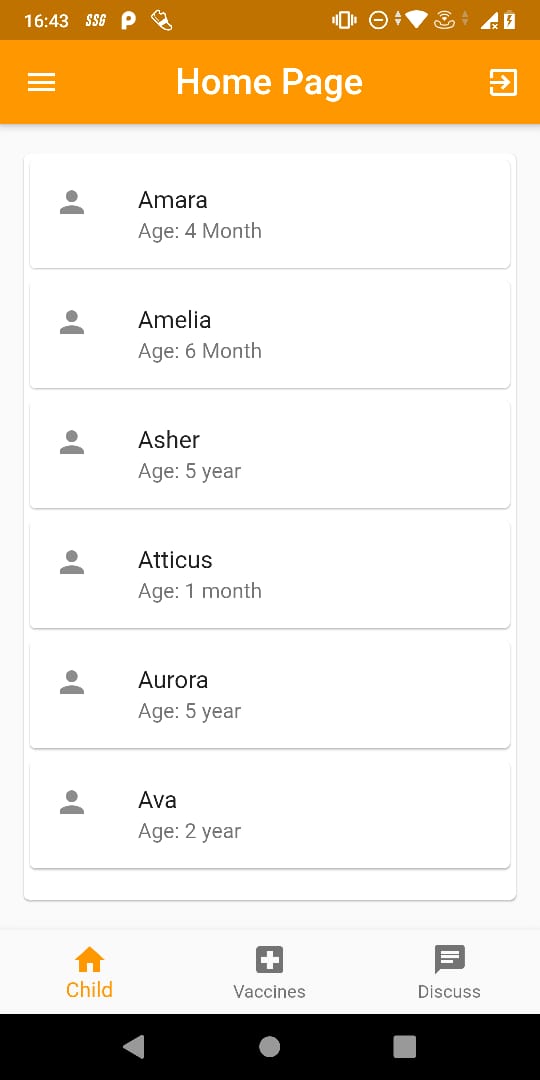 16:43 SSG
Home Page
Amara
Age: 4 Month
Amelia
Age: 6 Month
Asher
Age: 5 year
Atticus
Age: 1 month
Aurora
Age: 5 year
Ava
Age: 2 year
Child
Vaccines
Discuss